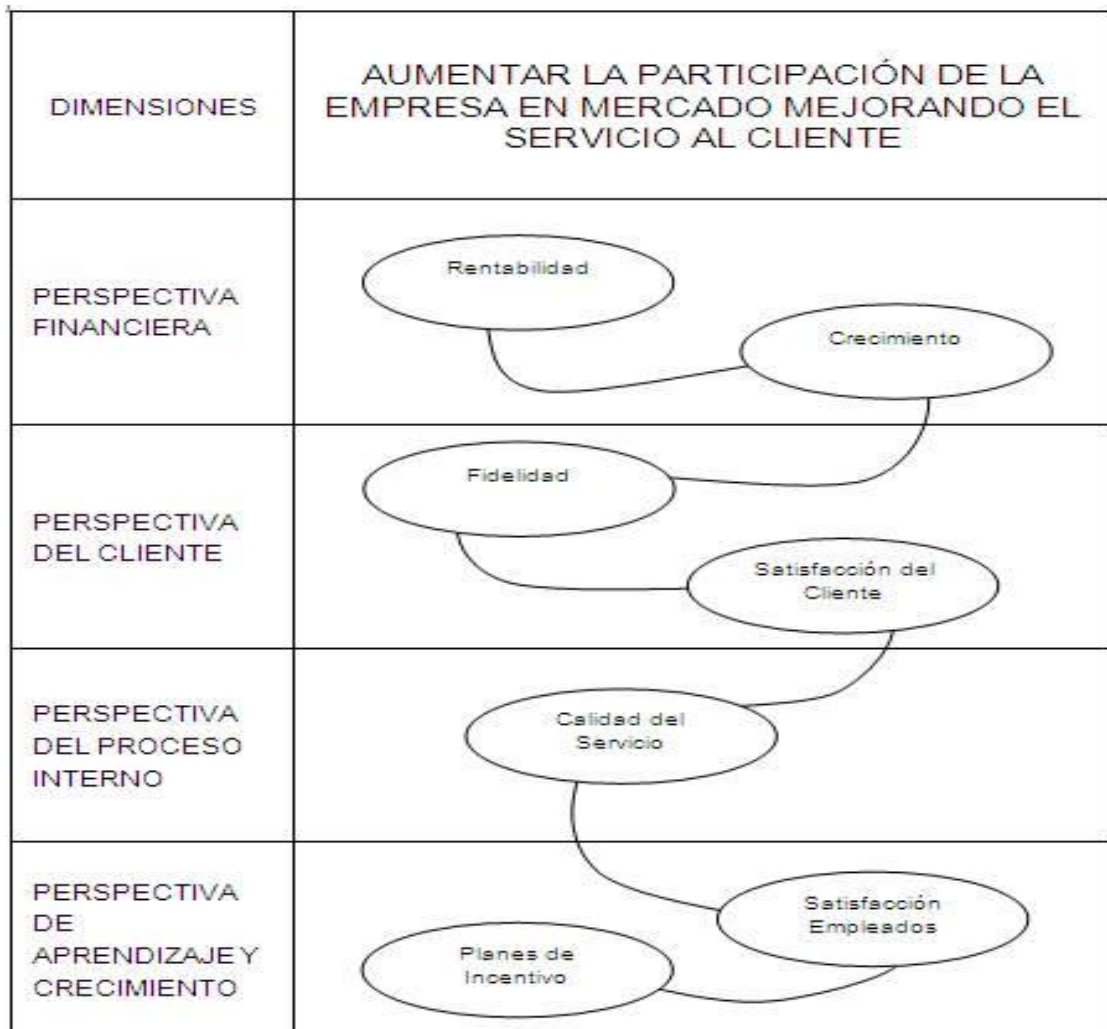 DIMENSIONES
AUMENTAR LA PARTICIPACIÓN DE LA
EMPRESA EN MERCADO MEJORANDO EL
SERVICIO AL CLIENTE
PERSPECTIVA
FINANCIERA
Rentabilidad
Crecimiento
PERSPECTIVA
DEL CLIENTE
Fidelidad
Satisfacción del
Cliente
PERSPECTIVA
DEL PROCESO
INTERNO
Calidad del
Servicio
PERSPECTIVA
DE
APRENDIZAJE Y
CRECIMIENTO
Satisfacción
Empleados
Planes de
Incentivo